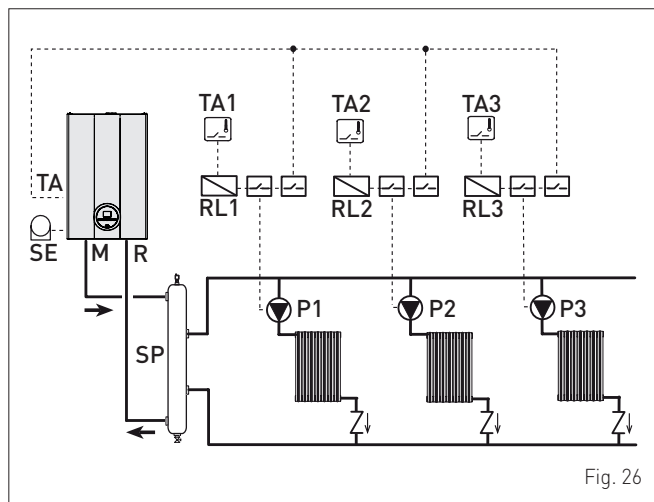 TA1 TA2 TA3
TA
RL1 RL2 RL3
SE M R
P1 P2 P3
SP
Fig. 26